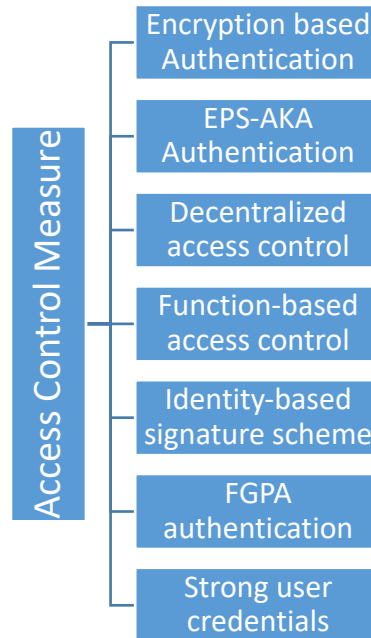 Access Control Measure
Encryption based
Authentication
EPS-AKA
Authentication
Decentralized
access control
Function-based
access control
Identity-based
signature scheme
FGPA
authentication
Strong user
credentials